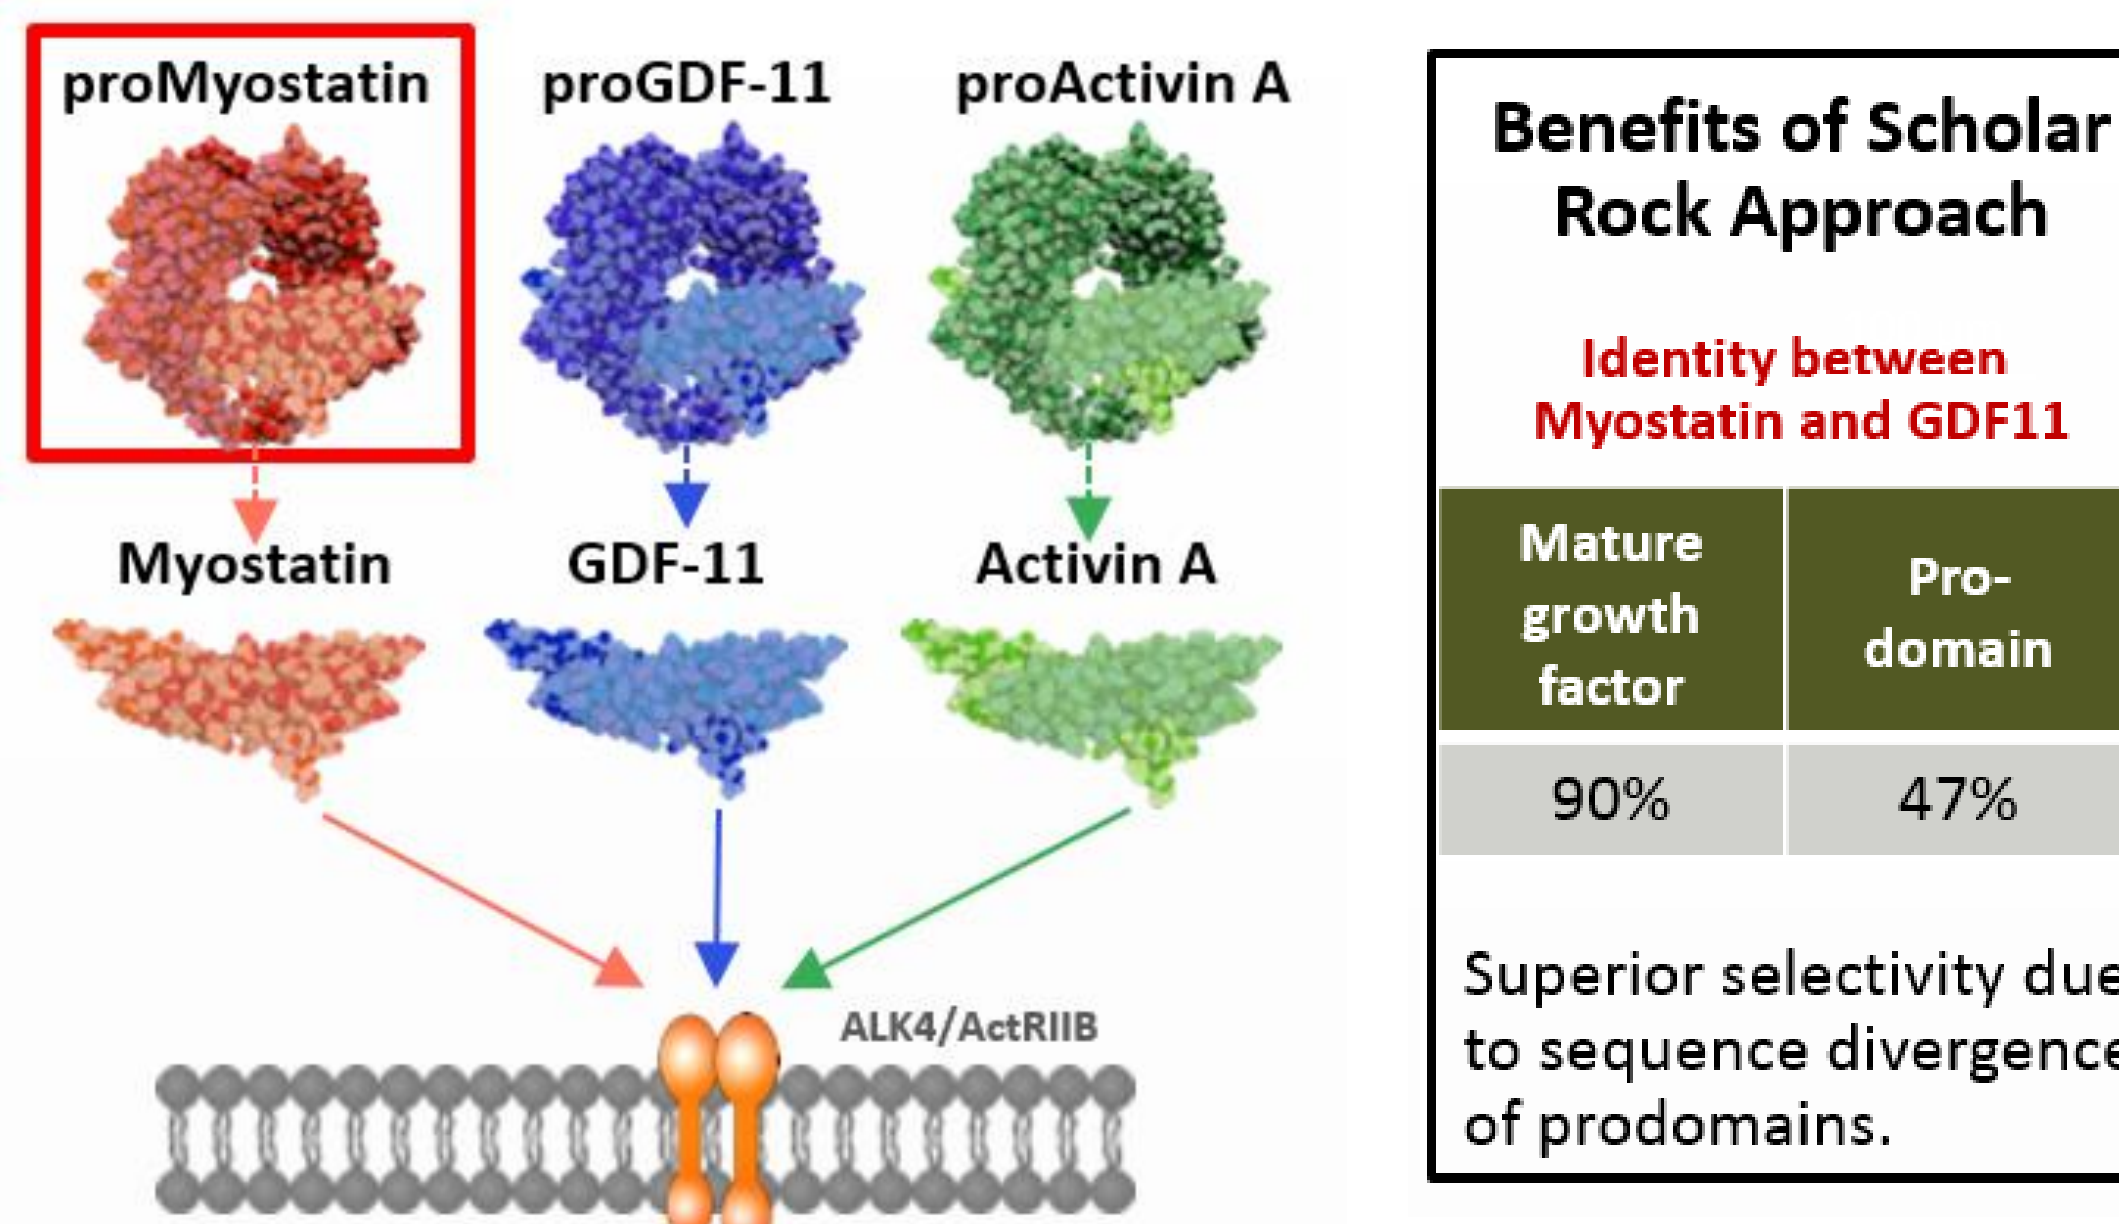 proMyostatin
proGDF-11
proActivin A
Myostatin
GDF-11
Activin A
ALK4/ActRIIB
Benefits of Scholar
Rock Approach
Identity between
Myostatin and GDF11
Mature
growth
factor
Pro-
domain
90%
47%
Superior selectivity due
to sequence divergence
of prodomains.